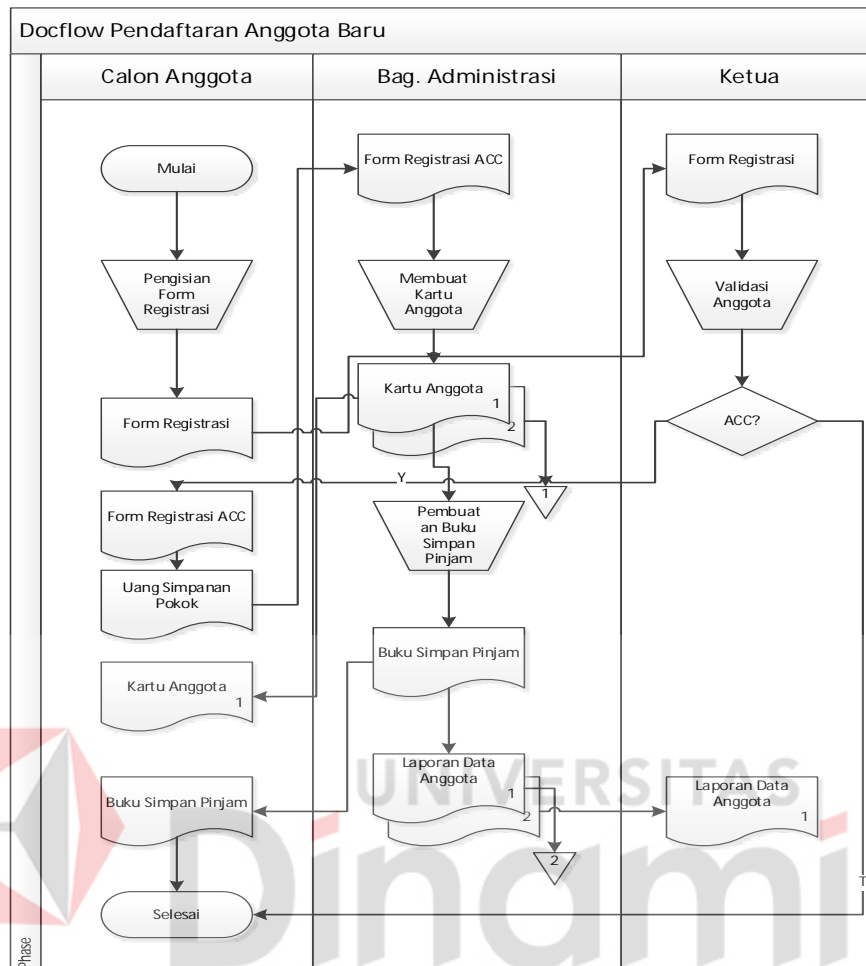 Docflow Pendaftaran Anggota Baru
Calon Anggota
Bag. Administrasi
Ketua
Mulai
Pengisian
Form
Registrasi
Form Registrasi
Form Registrasi ACC
Uang Simpanan
Pokok
Kartu Anggota
1
Buku Simpan Pinjam
Selesai
Form Registrasi ACC
Membuat
Kartu
Anggota
Kartu Anggota
1
2
1
Y
Pembuat
an Buku
Simpan
Pinjam
Buku Simpan Pinjam
Laporan Data
Anggota
1
2
2
Form Registrasi
Validasi
Anggota
ACC?
Laporan Data
Anggota
1
T
Phase
UNIVERSITAS
Dinami